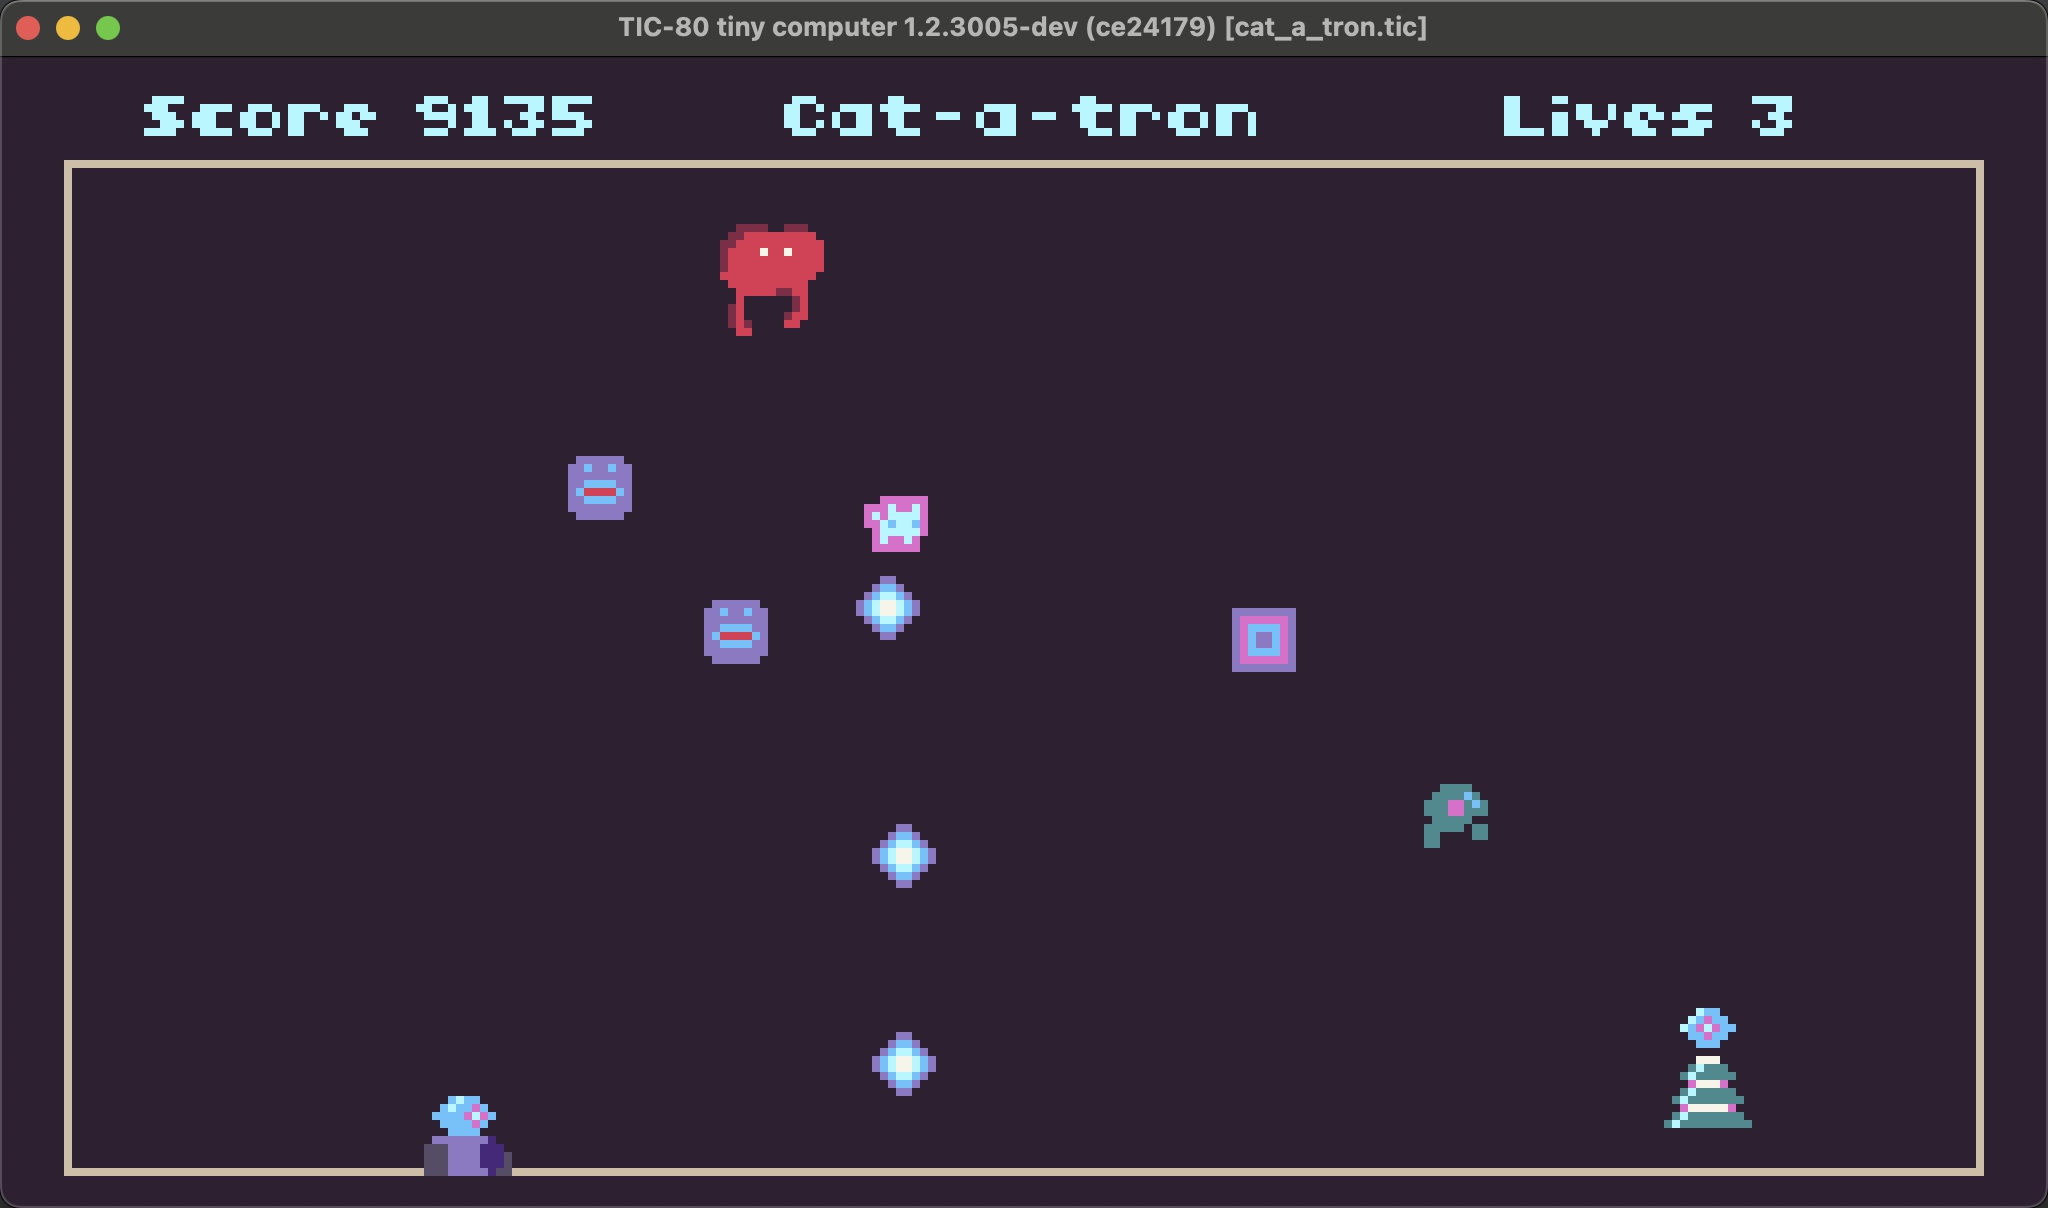 TIC-80 tiny computer 1.2.3005-dev (ce24179) [cat_a_tron.tic]
Score 9135 Cat-a-tron Lives 3